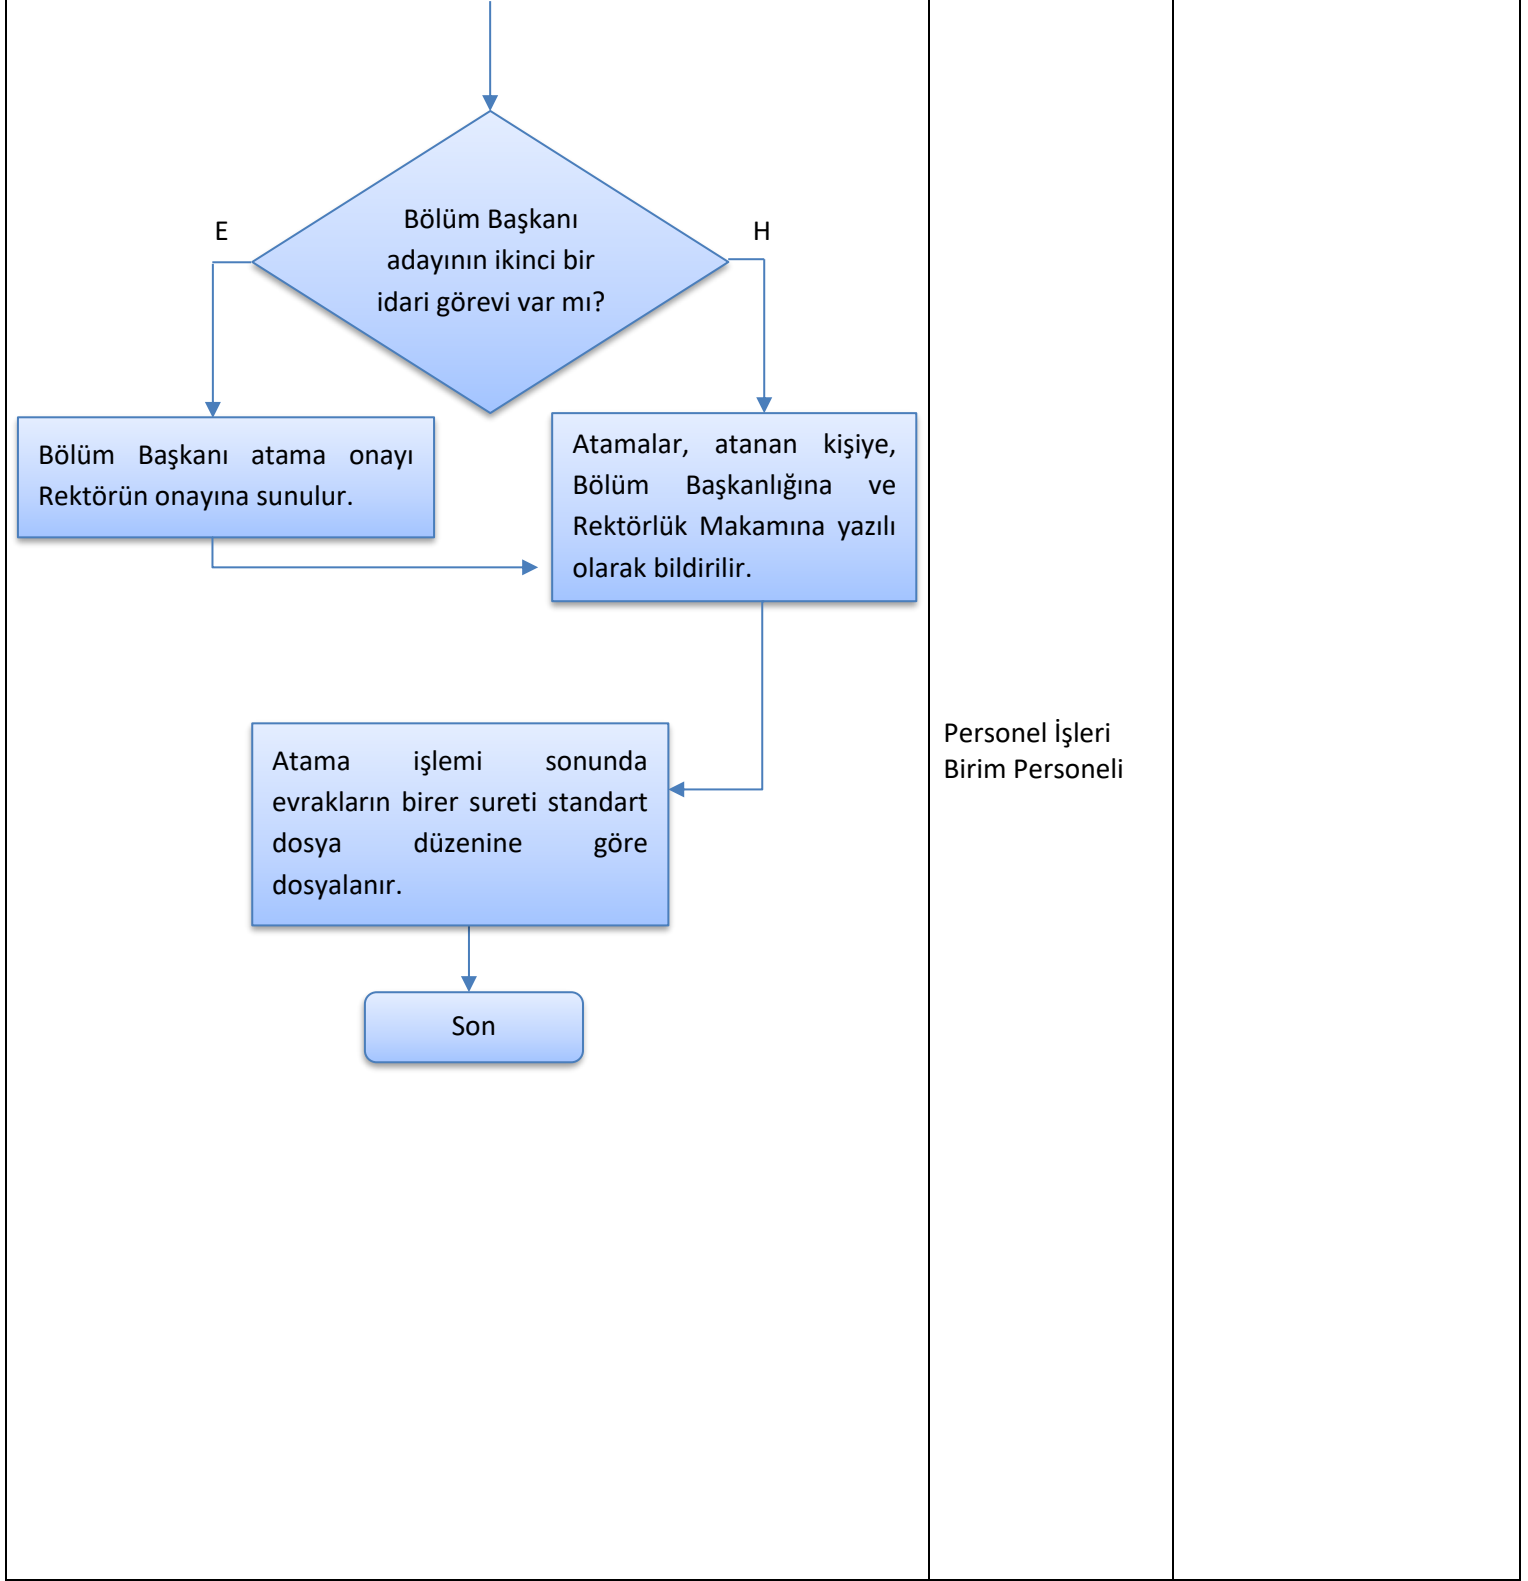 Bölüm Başkanı
adayının ikinci bir
idari görevi var mı?
E
H
Bölüm Başkanı atama onayı
Rektörün onayına sunulur.
Atamalar, atanan kişiye,
Bölüm Başkanlığına ve
Rektörlük Makamına yazılı
olarak bildirilir.
Atama işlemi sonunda
evrakların birer sureti standart
dosya düzenine göre
dosyalanır.
Son
Personel İşleri
Birim Personeli